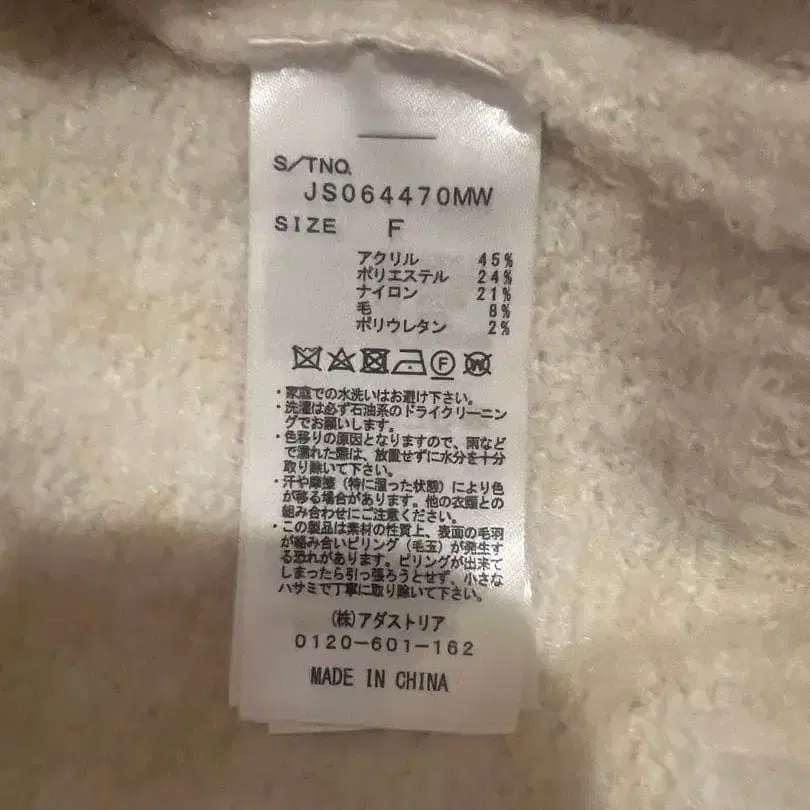 S/TNO.
JS064470MW
SIZE F
アクリル 45%
ポリエステル 24%
ナイロン 21%
毛 8%
ポリウレタン 2%
F W
・家庭での水洗いはお避け下さい。
・洗濯は必ず石油系のドライクリーニン
グでお願いします。
・色移りの原因となりますので、雨など
で濡れた際は、放置せずに水分を十分
取り除いて下さい。
・汗や摩擦（特に湿った状態）により色
が移る場合があります。他の衣類との
組み合わせにご注意ください。
・この製品は素材の性質上、表面の毛羽
が絡み合いピリング（毛玉）が発生す
る恐れがあります。ピリングが出来て
しまったら引っ張ろうとせず、小さな
ハサミで丁寧に取り除いて下さい。
(株)アダストリア
0120-601-162
MADE IN CHINA